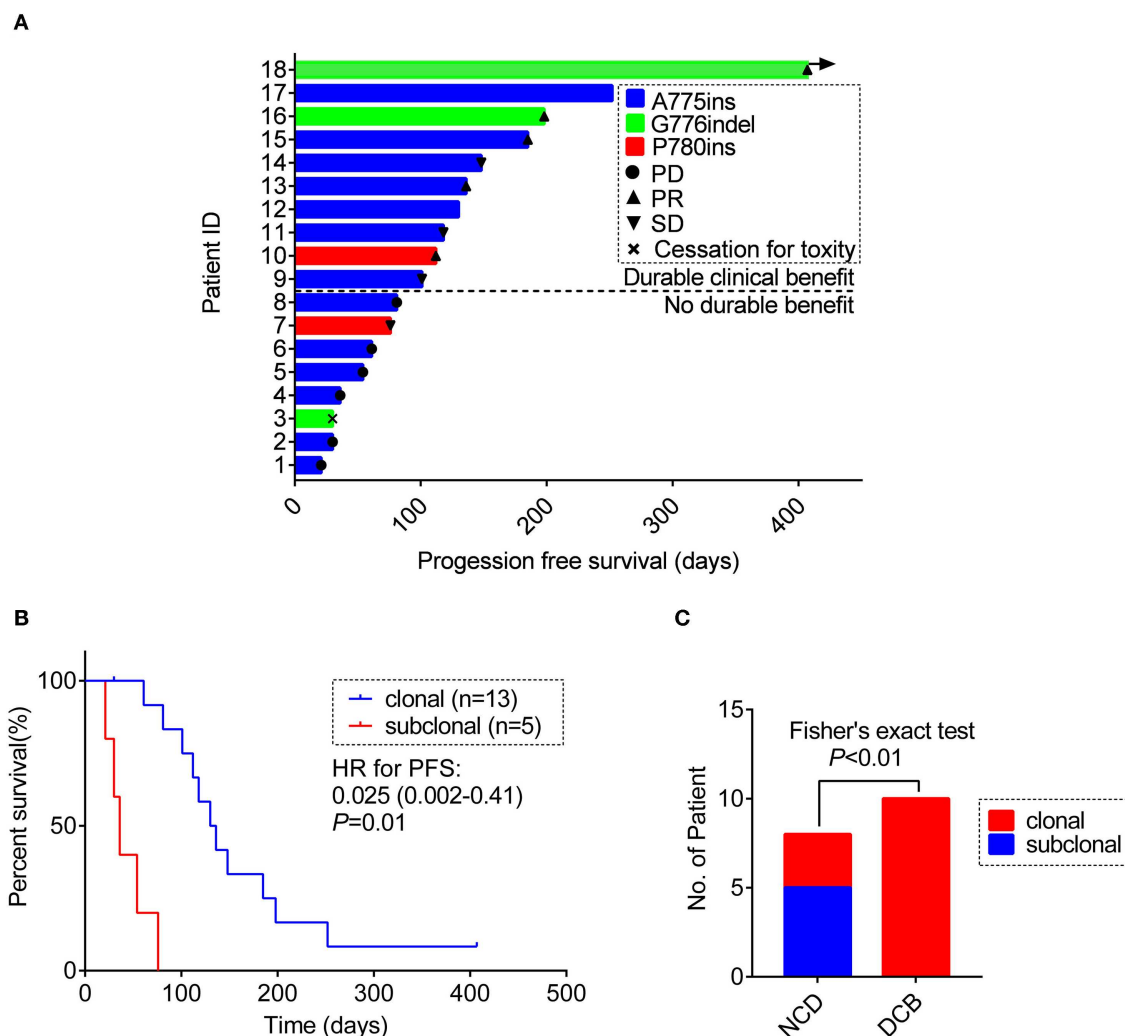 A
18
17
16
15
14
13
12
11
10
9
8
7
6
5
4
3
2
1
Patient ID
A775ins
G776indel
P780ins
PD
PR
SD
Cessation for toxity
Durable clinical benefit
No durable benefit
0 100 200 300 400
Progession free survival (days)
B
Percent survival(%)
100
50
0
clonal (n=13)
subclonal (n=5)
HR for PFS:
0.025 (0.002-0.41)
P=0.01
0 100 200 300 400 500
Time (days)
C
No. of Patient
15
10
5
0
Fisher's exact test
P<0.01
clonal
subclonal
NCD DCB